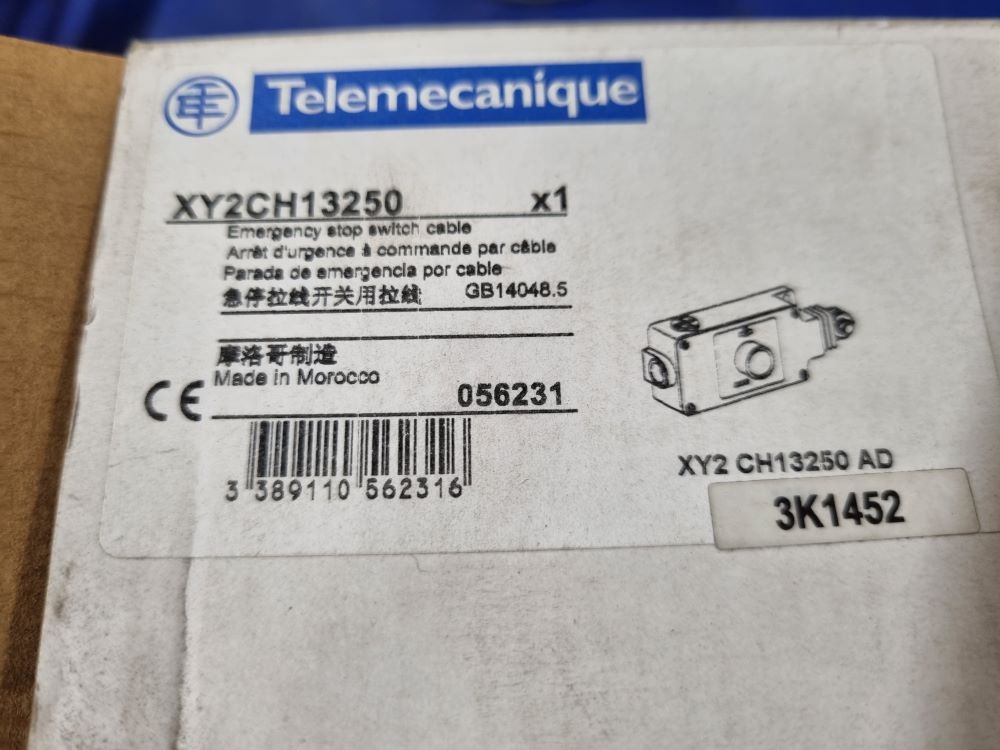 Telemecanique
XY2CH13250 x1
Emergency stop switch cable
Arrêt d'urgence à commande par câble
Parada de emergencia por cable
急停拉线开关用拉线 GB14048.5
摩洛哥制造
Made in Morocco
CE 056231
3 389110 562316
XY2 CH13250 AD
3K1452